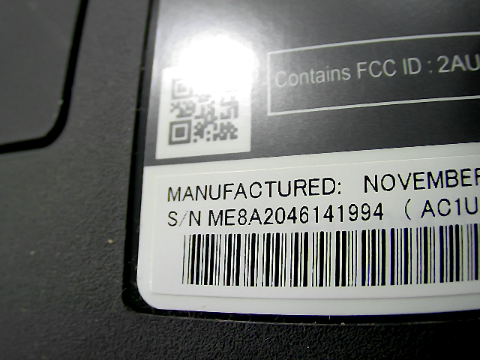 Contains FCC ID : 2AU
MANUFACTURED: NOVEMBER
S/N ME8A2046141994 ( AC1U